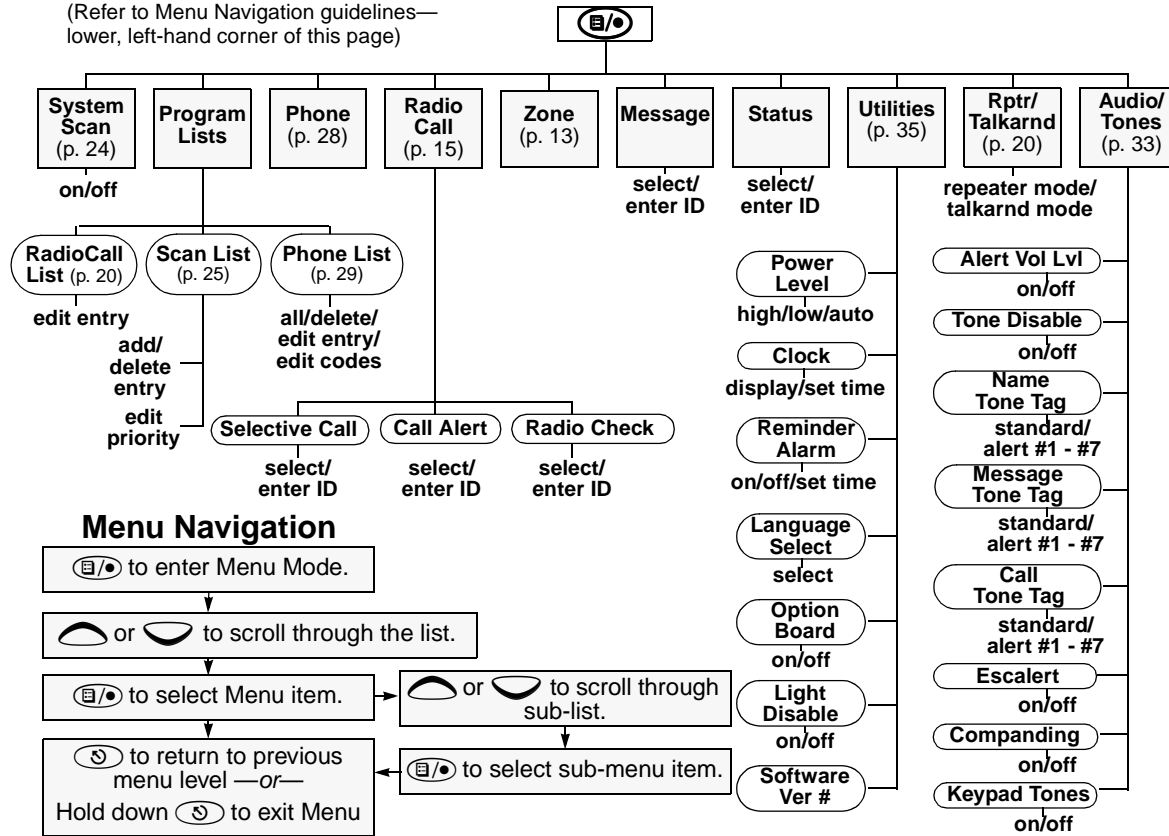 (Refer to Menu Navigation guidelines—
lower, left-hand corner of this page)
System
Scan
(p. 24)
on/off
Program
Lists
RadioCall
List (p. 20)
edit entry
Scan List
(p. 25)
add/
delete
entry
edit
priority
Phone List
(p. 29)
all/delete/
edit entry/
edit codes
Phone
(p. 28)
Radio
Call
(p. 15)
Selective Call
select/
enter ID
Call Alert
select/
enter ID
Radio Check
select/
enter ID
Zone
(p. 13)
Message
select/
enter ID
Status
select/
enter ID
Utilities
(p. 35)
Power
Level
high/low/auto
Clock
display/set time
Reminder
Alarm
on/off/set time
Language
Select
select
Option
Board
on/off
Light
Disable
on/off
Software
Ver #
Rptr/
Talkarnd
(p. 20)
repeater mode/
talkarnd mode
Audio/
Tones
(p. 33)
Alert Vol Lvl
on/off
Tone Disable
on/off
Name
Tone Tag
standard/
alert #1 - #7
Message
Tone Tag
standard/
alert #1 - #7
Call
Tone Tag
standard/
alert #1 - #7
Escalert
on/off
Companding
on/off
Keypad Tones
on/off
Menu Navigation
to enter Menu Mode.
or to scroll through the list.
to select Menu item.
or to scroll through
sub-list.
to select sub-menu item.
to return to previous
menu level —or—
Hold down to exit Menu